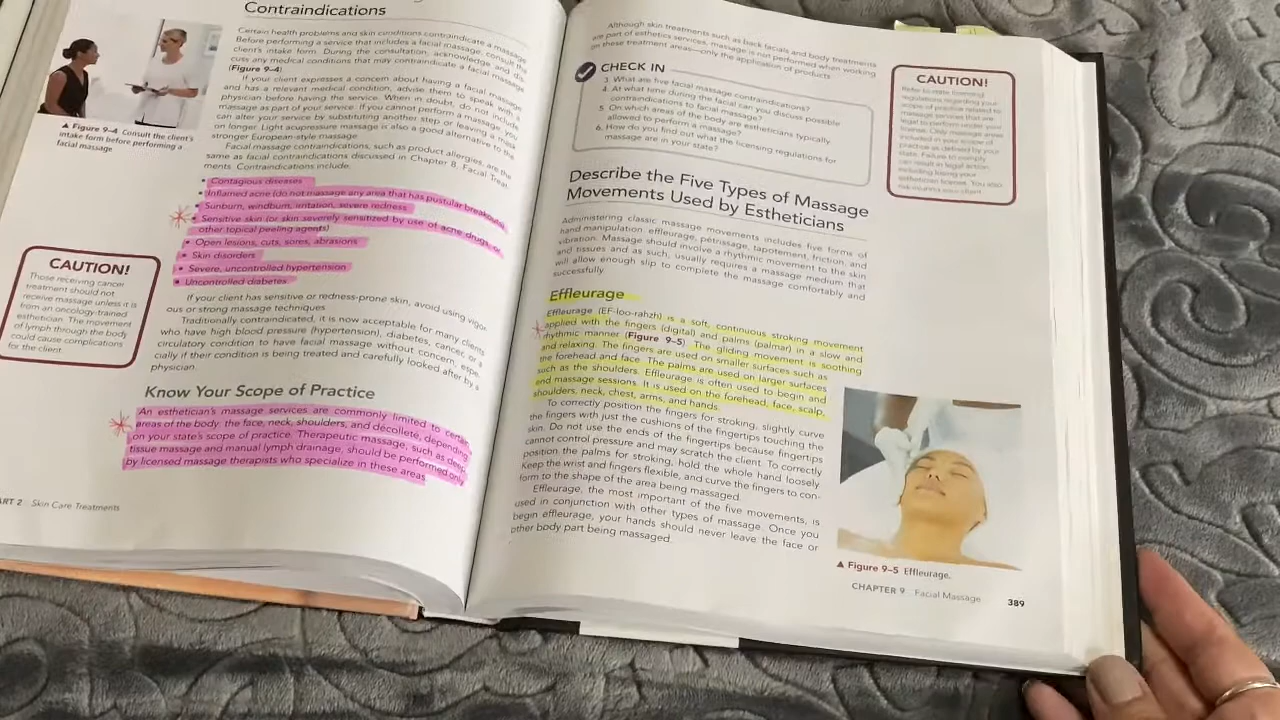 Contraindications
Certain health problems and skin conditions contraindicate a massage.
Before performing a service that includes a facial massage, consult the
client's intake form. During the consultation, acknowledge and dis-
cuss any medical conditions that may contraindicate a facial massage
(Figure 9–4).
If your client expresses a concern about having a facial massage
and has a relevant medical condition, advise them to speak with a
physician before having the service. When in doubt, do not include
massage as part of your service. If you cannot perform a massage, you
can alter your service by substituting another step or leaving a mask
on longer. Light acupressure massage is also a good alternative to the
stronger European-style massage.
Facial massage contraindications, such as product allergies, are the
same as facial contraindications discussed in Chapter 8, Facial Treat-
ments. Contraindications include:
• Contagious diseases
• Inflamed acne (do not massage any area that has pustular breakouts)
• Sunburn, windburn, irritation, severe redness
• Sensitive skin (or skin severely sensitized by use of acne drugs, or
other topical peeling agents)
• Open lesions, cuts, sores, abrasions
• Skin disorders
• Severe, uncontrolled hypertension
• Uncontrolled diabetes
If your client has sensitive or redness-prone skin, avoid using vigor-
ous or strong massage techniques.
Traditionally contraindicated, it is now acceptable for many clients
who have high blood pressure (hypertension), diabetes, cancer, or a
circulatory condition to have facial massage without concern, espe-
cially if their condition is being treated and carefully looked after by a
physician.
Know Your Scope of Practice
An esthetician's massage services are commonly limited to certain
areas of the body: the face, neck, shoulders, and décolleté, depending
on your state's scope of practice. Therapeutic massage, such as deep
tissue massage and manual lymph drainage, should be performed only
by licensed massage therapists who specialize in these areas.
▲ Figure 9–4 Consult the client's
intake form before performing a
facial massage.
CAUTION!
Those receiving cancer
treatment should not
receive massage unless it is
from an oncology-trained
esthetician. The movement
of lymph through the body
could cause complications
for the client.
ART 2 Skin Care Treatments
Although skin treatments such as back facials and body treatments
are part of esthetics services, massage is not performed when working
on these treatment areas—only the application of products.
CHECK IN
3. What are five facial massage contraindications?
4. At what time during the facial can you discuss possible
contraindications to facial massage?
5. On which areas of the body are estheticians typically
allowed to perform a massage?
6. How do you find out what the licensing regulations for
massage are in your state?
CAUTION!
Refer to state licensing
regulations regarding your
scope of practice related to
massage services that are
legal to perform under your
license. Only massage areas
included in your scope of
practice as defined by your
state. Failure to comply
can result in legal action
including losing your
esthetician license. You also
risk injuring your client.
Describe the Five Types of Massage
Movements Used by Estheticians
Administering classic massage movements includes five forms of
hand manipulation: effleurage, pétrissage, tapotement, friction, and
vibration. Massage should involve a rhythmic movement to the skin
and tissues and as such, usually requires a massage medium that
will allow enough slip to complete the massage comfortably and
successfully.
Effleurage
Effleurage (EF-loo-rahzh) is a soft, continuous stroking movement
applied with the fingers (digital) and palms (palmar) in a slow and
rhythmic manner (Figure 9–5). The gliding movement is soothing
and relaxing. The fingers are used on smaller surfaces such as
the forehead and face. The palms are used on larger surfaces
such as the shoulders. Effleurage is often used to begin and
end massage sessions. It is used on the forehead, face, scalp,
shoulders, neck, chest, arms, and hands.
To correctly position the fingers for stroking, slightly curve
the fingers with just the cushions of the fingertips touching the
skin. Do not use the ends of the fingertips because fingertips
cannot control pressure and may scratch the client. To correctly
position the palms for stroking, hold the whole hand loosely.
Keep the wrist and fingers flexible, and curve the fingers to con-
form to the shape of the area being massaged.
Effleurage, the most important of the five movements, is
used in conjunction with other types of massage. Once you
begin effleurage, your hands should never leave the face or
other body part being massaged.
▲ Figure 9–5 Effleurage.
CHAPTER 9 Facial Massage 389